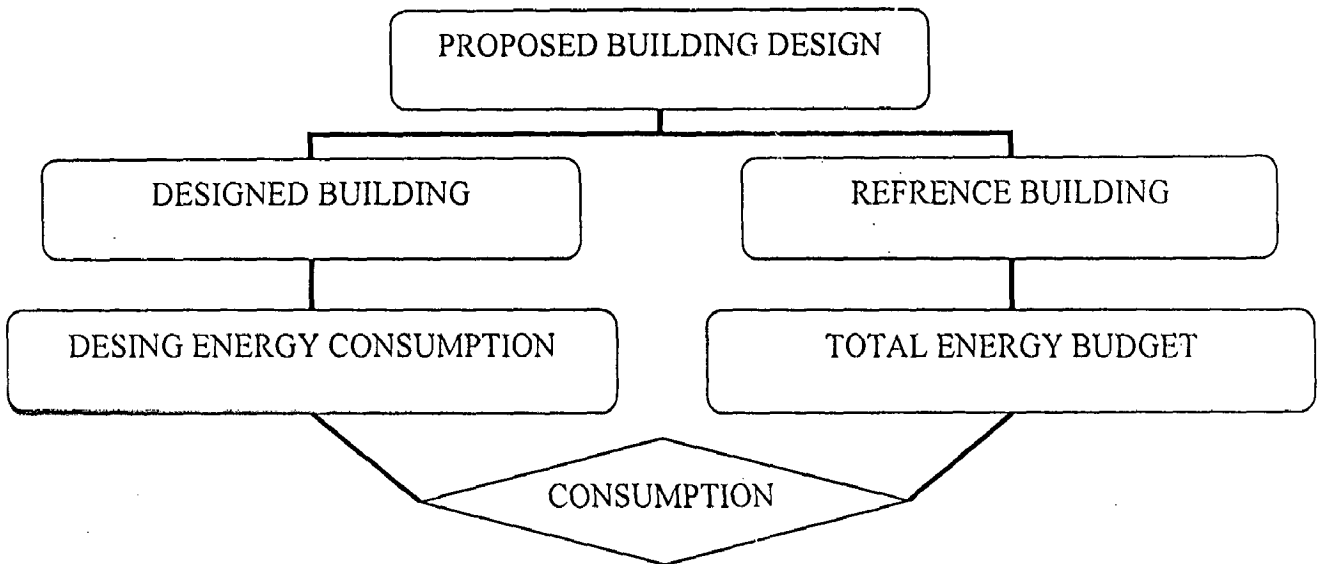 PROPOSED BUILDING DESIGN
DESIGNED BUILDING
REFRENCE BUILDING
DESING ENERGY CONSUMPTION
TOTAL ENERGY BUDGET
CONSUMPTION